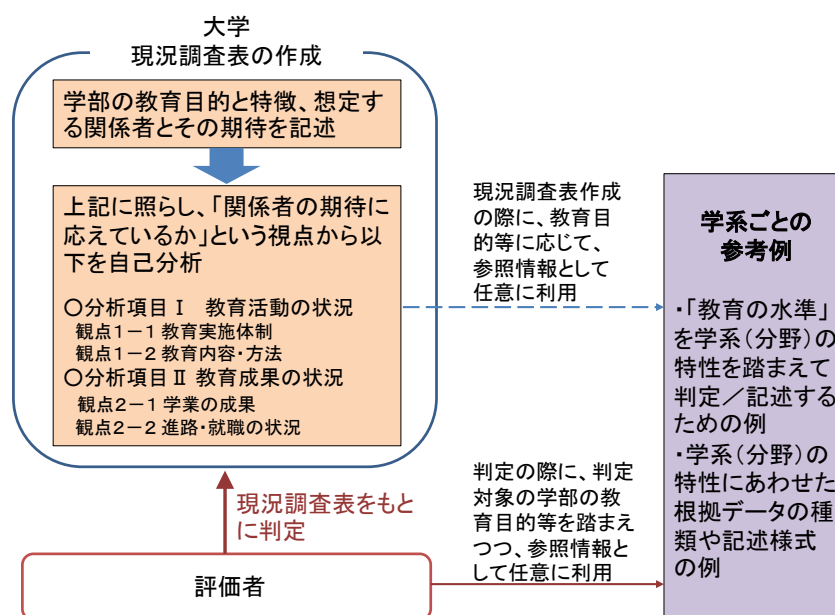 大学
現況調査表の作成
学部の教育目的と特徴、想定す
る関係者とその期待を記述
上記に照らし、「関係者の期待に
応えているか」という視点から以
下を自己分析
○分析項目Ⅰ 教育活動の状況
観点１－１ 教育実施体制
観点１－２ 教育内容・方法
○分析項目Ⅱ 教育成果の状況
観点２－１ 学業の成果
観点２－２ 進路・就職の状況
現況調査表作成
の際に、教育目
的等に応じて、
参照情報として
任意に利用
学系ごとの
参考例
・「教育の水準」
を学系（分野）の
特性を踏まえて
判定／記述する
ための例
・学系（分野）の
特性にあわせた
根拠データの種
類や記述様式
の例
現況調査表をもと
に判定
判定の際に、判定
対象の学部の教
育目的等を踏まえ
つつ、参照情報と
して任意に利用
評価者